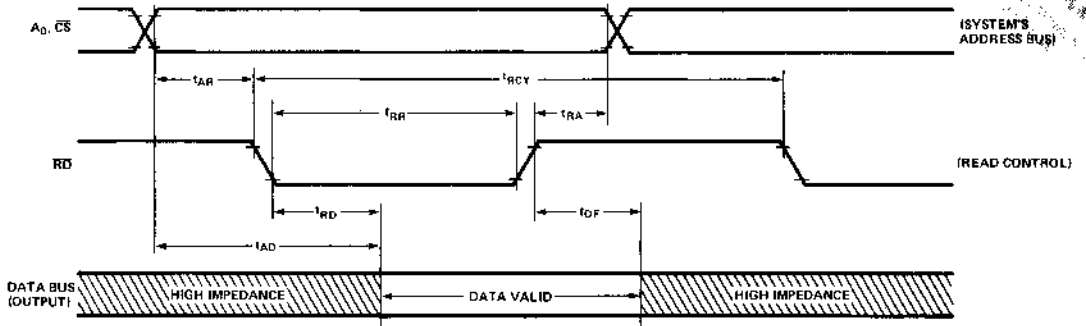 A0, CS
(SYSTEM'S
ADDRESS BUS)
tAR
tRCY
tRR
tRA
RD
(READ CONTROL)
tRD
tDF
tAD
DATA BUS
(OUTPUT)
HIGH IMPEDANCE
DATA VALID
HIGH IMPEDANCE